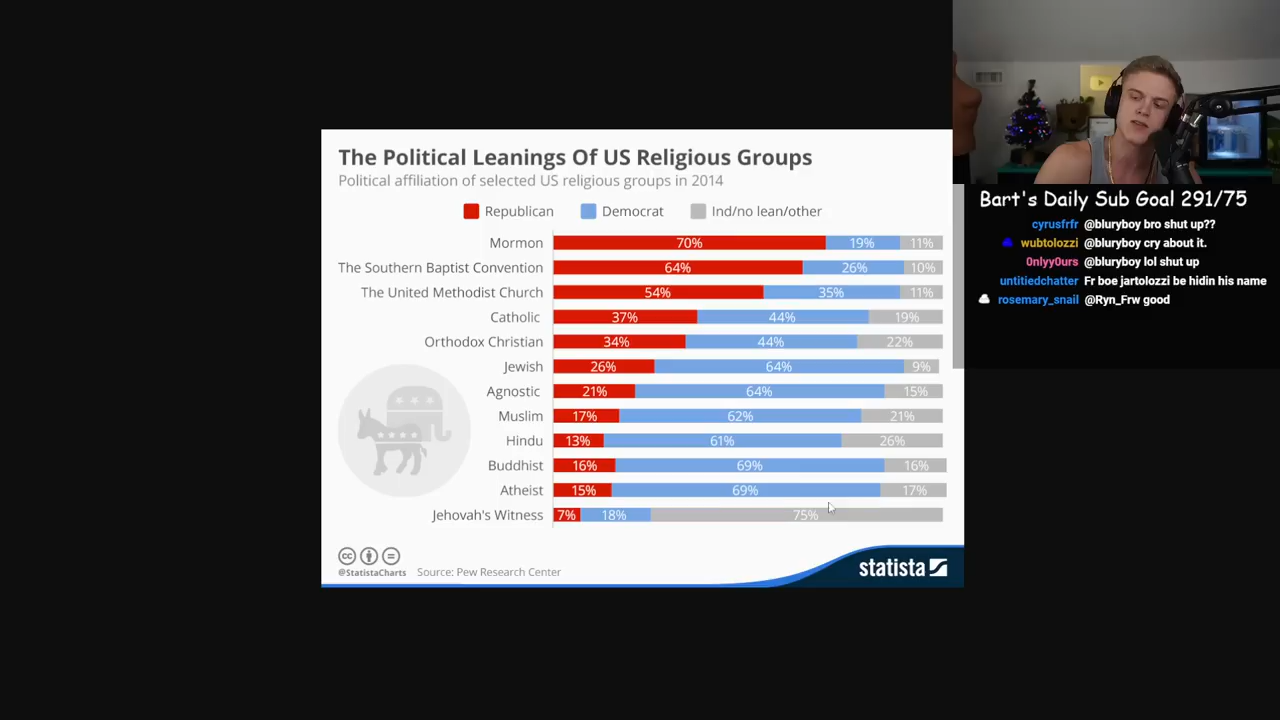 The Political Leanings Of US Religious Groups
Political affiliation of selected US religious groups in 2014
Republican Democrat Ind/no lean/other
Mormon 70% 19% 11%
The Southern Baptist Convention 64% 26% 10%
The United Methodist Church 54% 35% 11%
Catholic 37% 44% 19%
Orthodox Christian 34% 44% 22%
Jewish 26% 64% 9%
Agnostic 21% 64% 15%
Muslim 17% 62% 21%
Hindu 13% 61% 26%
Buddhist 16% 69% 16%
Atheist 15% 69% 17%
Jehovah's Witness 7% 18% 75%
@StatistaCharts Source: Pew Research Center
statista
Bart's Daily Sub Goal 291/75
cyrusfrfr @bluryboy bro shut up??
wubtolozzi @bluryboy cry about it.
0nlyy0urs @bluryboy lol shut up
untitiedchatter Fr boe jartolozzi be hidin his name
rosemary_snail @Ryn_Frw good